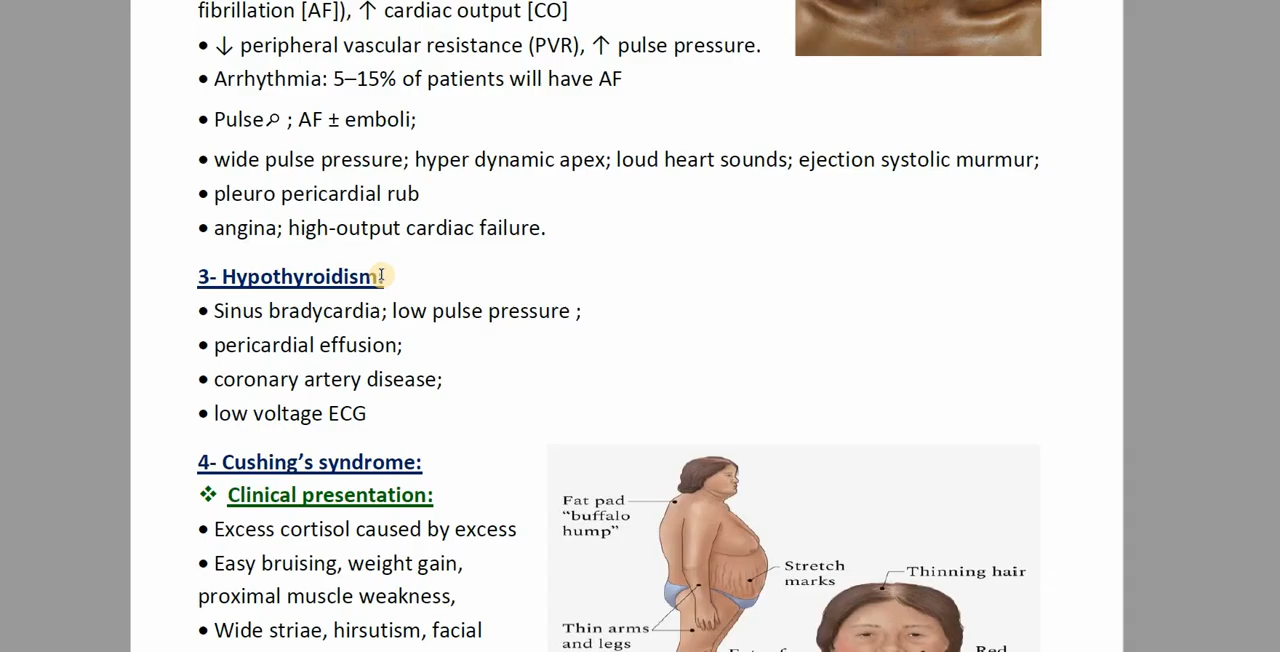 fibrillation [AF]), ↑ cardiac output [CO]
• ↓ peripheral vascular resistance (PVR), ↑ pulse pressure.
• Arrhythmia: 5–15% of patients will have AF
• Pulse⌕ ; AF ± emboli;
• wide pulse pressure; hyper dynamic apex; loud heart sounds; ejection systolic murmur;
• pleuro pericardial rub
• angina; high-output cardiac failure.
3- Hypothyroidism:
• Sinus bradycardia; low pulse pressure ;
• pericardial effusion;
• coronary artery disease;
• low voltage ECG
4- Cushing’s syndrome:
❖ Clinical presentation:
• Excess cortisol caused by excess
• Easy bruising, weight gain,
proximal muscle weakness,
• Wide striae, hirsutism, facial
Fat pad
“buffalo
hump”
Stretch
marks
Thinning hair
Thin arms
and legs
Red